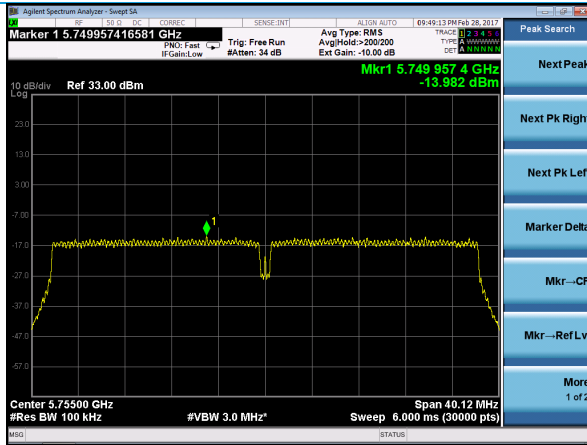 Agilent Spectrum Analyzer - Swept SA
LXI RF 50 Ω DC CORREC SENSE:INT ALIGN AUTO 09:49:13 PM Feb 28, 2017
Marker 1 5.749957416581 GHz
PNO: Fast
IFGain:Low
Trig: Free Run
#Atten: 34 dB
Avg Type: RMS
Avg|Hold:>200/200
Ext Gain: -10.00 dB
TRACE 1 2 3 4 5 6
TYPE A WWWWW
DET A N N N N N
Peak Search
Mkr1 5.749 957 4 GHz
-13.982 dBm
10 dB/div Ref 33.00 dBm
Log
23.0
13.0
3.00
-7.00
-17.0
-27.0
-37.0
-47.0
-57.0
1
Center 5.75500 GHz
Span 40.12 MHz
#Res BW 100 kHz
#VBW 3.0 MHz*
Sweep 6.000 ms (30000 pts)
MSG
STATUS
Next Peak
Next Pk Righ
Next Pk Lef
Marker Delta
Mkr→CF
Mkr→Ref Lv
More
1 of 2